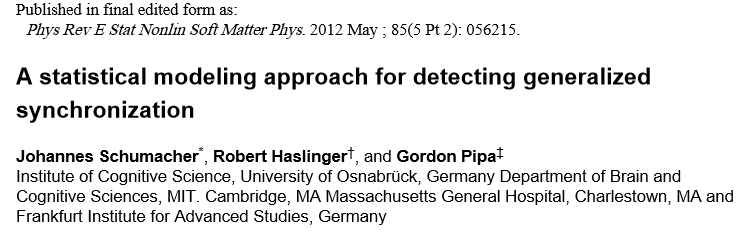 Published in final edited form as:
Phys Rev E Stat Nonlin Soft Matter Phys. 2012 May ; 85(5 Pt 2): 056215.
A statistical modeling approach for detecting generalized
synchronization
Johannes Schumacher*, Robert Haslinger†, and Gordon Pipa‡
Institute of Cognitive Science, University of Osnabrück, Germany Department of Brain and
Cognitive Sciences, MIT. Cambridge, MA Massachusetts General Hospital, Charlestown, MA and
Frankfurt Institute for Advanced Studies, Germany